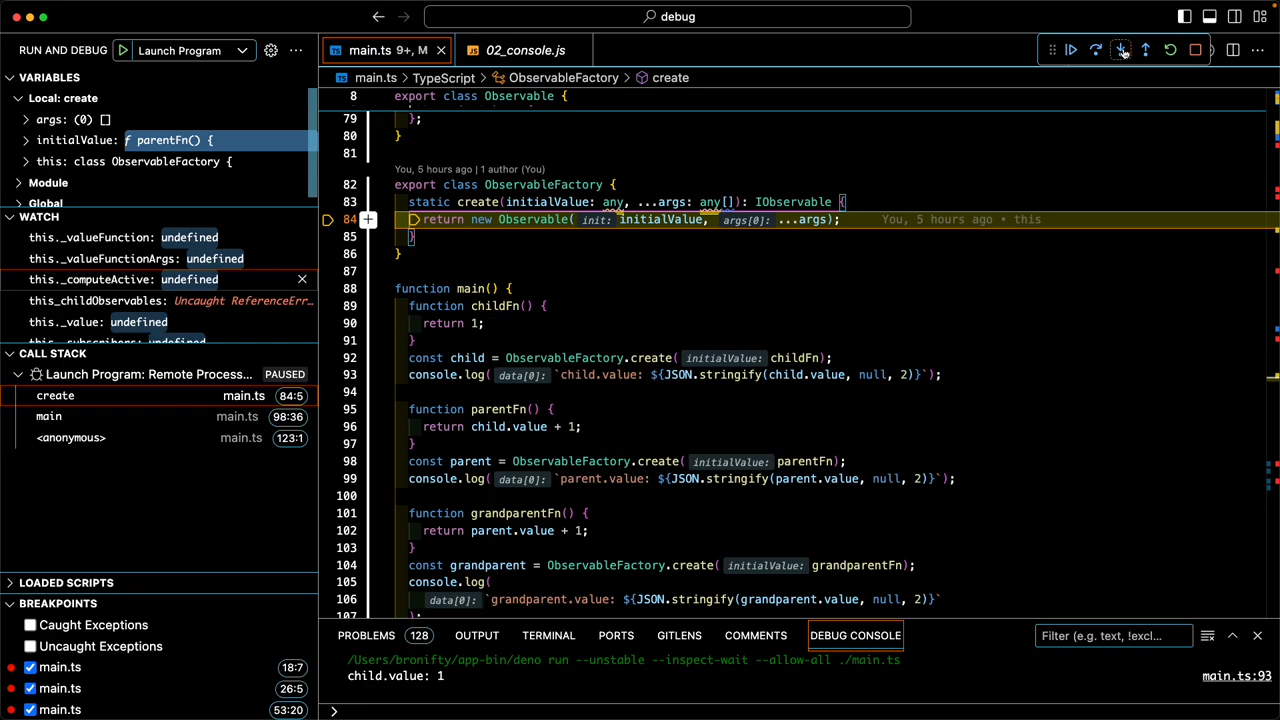 debug
RUN AND DEBUG
Launch Program
main.ts 9+, M
JS 02_console.js
VARIABLES
Local: create
args: (0) []
initialValue: ƒ parentFn() {
this: class ObservableFactory {
Module
Global
WATCH
this._valueFunction: undefined
this._valueFunctionArgs: undefined
this._computeActive: undefined
this_childObservables: Uncaught ReferenceErr…
this._value: undefined
this._subscribers: undefined
CALL STACK
Launch Program: Remote Process... PAUSED
create main.ts 84:5
main main.ts 98:36
<anonymous> main.ts 123:1
LOADED SCRIPTS
BREAKPOINTS
Caught Exceptions
Uncaught Exceptions
main.ts 18:7
main.ts 26:5
main.ts 53:20
TS main.ts > TypeScript > ObservableFactory > create
8 export class Observable {
79 };
80 }
81
You, 5 hours ago | 1 author (You)
82 export class ObservableFactory {
83 static create(initialValue: any, ...args: any[]): IObservable {
84 return new Observable( init: initialValue, args[0]: ...args); You, 5 hours ago • this
85 }
86 }
87
88 function main() {
89 function childFn() {
90 return 1;
91 }
92 const child = ObservableFactory.create( initialValue: childFn);
93 console.log( data[0]: `child.value: ${JSON.stringify(child.value, null, 2)}`);
94
95 function parentFn() {
96 return child.value + 1;
97 }
98 const parent = ObservableFactory.create( initialValue: parentFn);
99 console.log( data[0]: `parent.value: ${JSON.stringify(parent.value, null, 2)}`);
100
101 function grandparentFn() {
102 return parent.value + 1;
103 }
104 const grandparent = ObservableFactory.create( initialValue: grandparentFn);
105 console.log(
106 data[0]: `grandparent.value: ${JSON.stringify(grandparent.value, null, 2)}`
107 );
PROBLEMS 128 OUTPUT TERMINAL PORTS GITLENS COMMENTS DEBUG CONSOLE Filter (e.g. text, !excl...
/Users/bronifty/app-bin/deno run --unstable --inspect-wait --allow-all ./main.ts
child.value: 1 main.ts:93